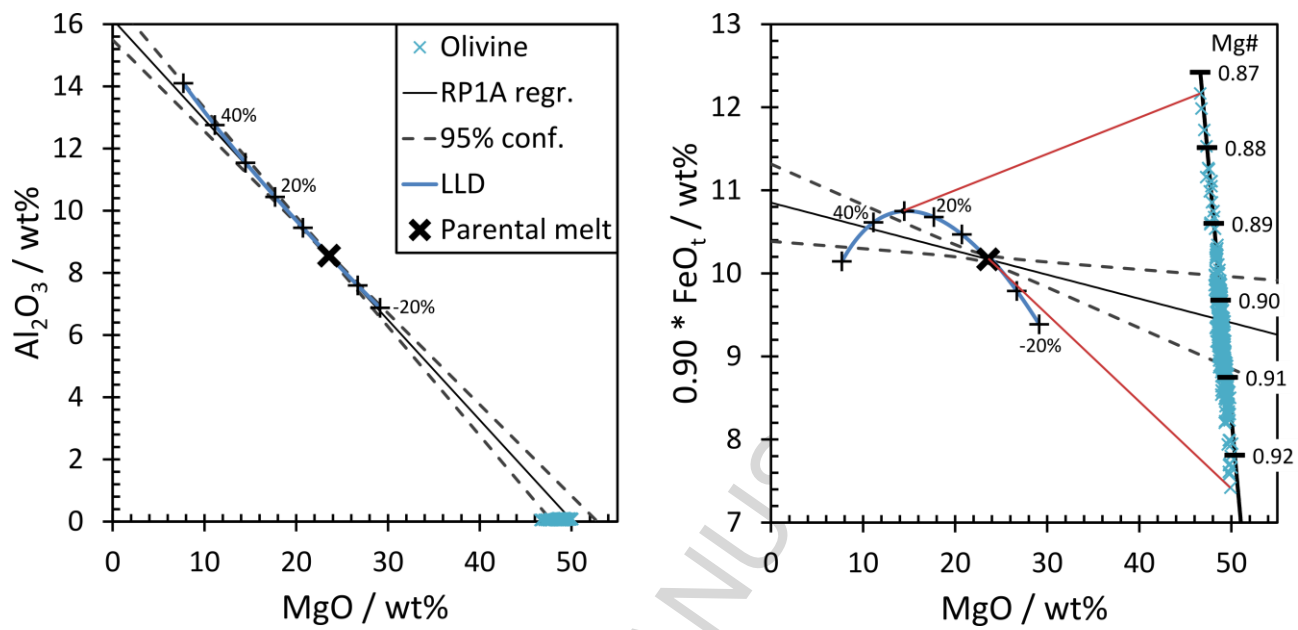 16
14
12
10
8
6
4
2
0
Al₂O₃ / wt%
0 10 20 30 40 50
MgO / wt%
40%
20%
-20%
Olivine
RP1A regr.
95% conf.
LLD
Parental melt
13
12
11
10
9
8
7
0.90 * FeOₜ / wt%
0 10 20 30 40 50
MgO / wt%
40%
20%
-20%
Mg#
0.87
0.88
0.89
0.90
0.91
0.92
NUS